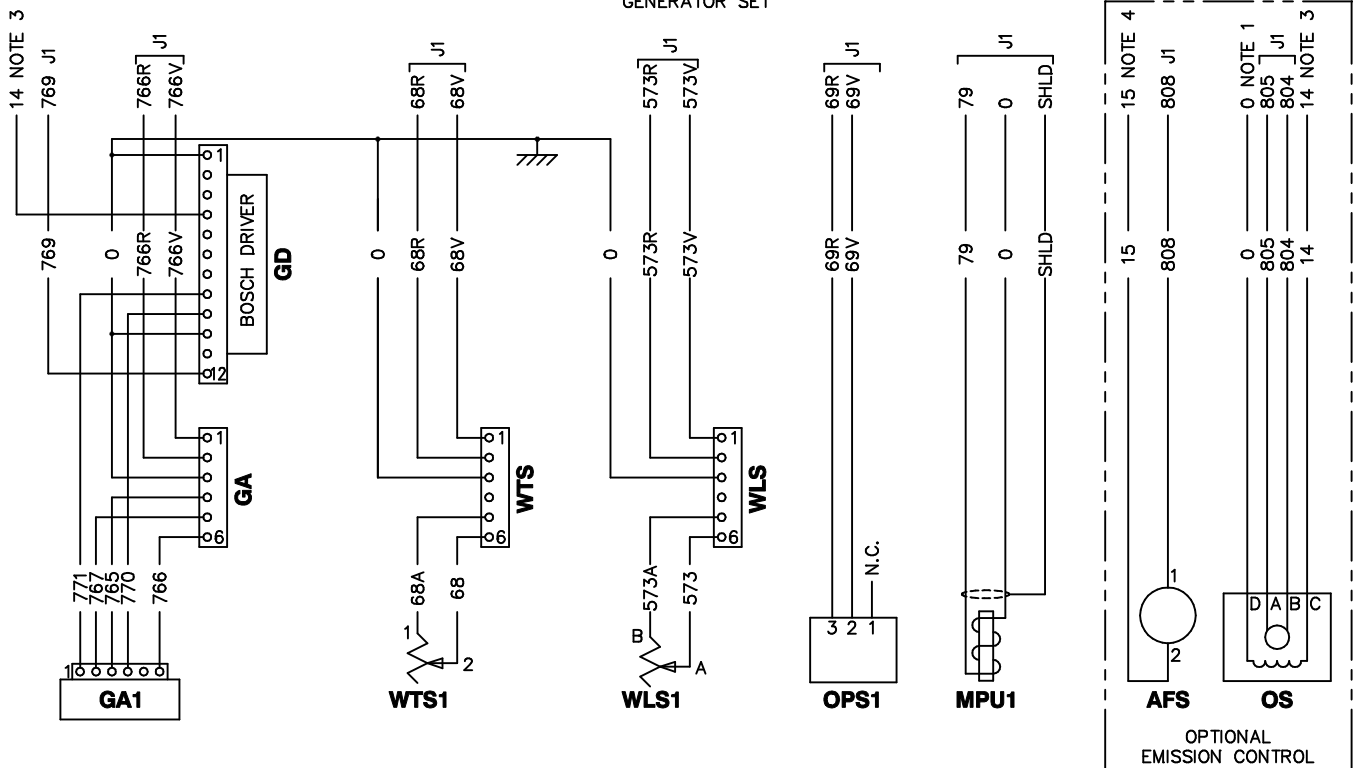 GENERATOR SET
14 NOTE 3
769 J1
J1
766R
766V
J1
68R
68V
J1
573R
573V
J1
69R
69V
J1
79
0
SHLD
15 NOTE 4
808 J1
0 NOTE 1
J1
805
804
14 NOTE 3
1
BOSCH DRIVER
GD
12
769
0
766R
766V
0
68R
68V
0
573R
573V
69R
69V
79
0
SHLD
15
808
0
805
804
14
1
GA
6
1
WTS
6
1
WLS
6
771
767
765
770
766
68A
68
573A
573
N.C.
1
1
2
B
A
3 2 1
1
2
D A B C
GA1
WTS1
WLS1
OPS1
MPU1
AFS
OS
OPTIONAL
EMISSION CONTROL